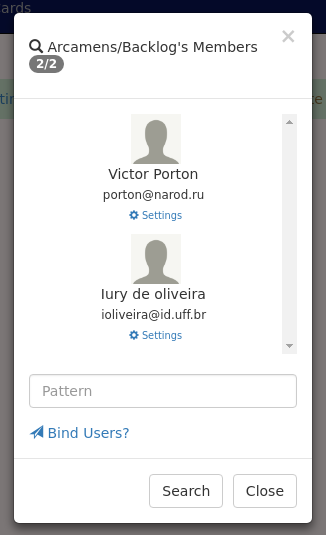 ards
×
Arcamens/Backlog's Members
2/2
Victor Porton
porton@narod.ru
Settings
Iury de oliveira
ioliveira@id.uff.br
Settings
Pattern
Bind Users?
Search Close